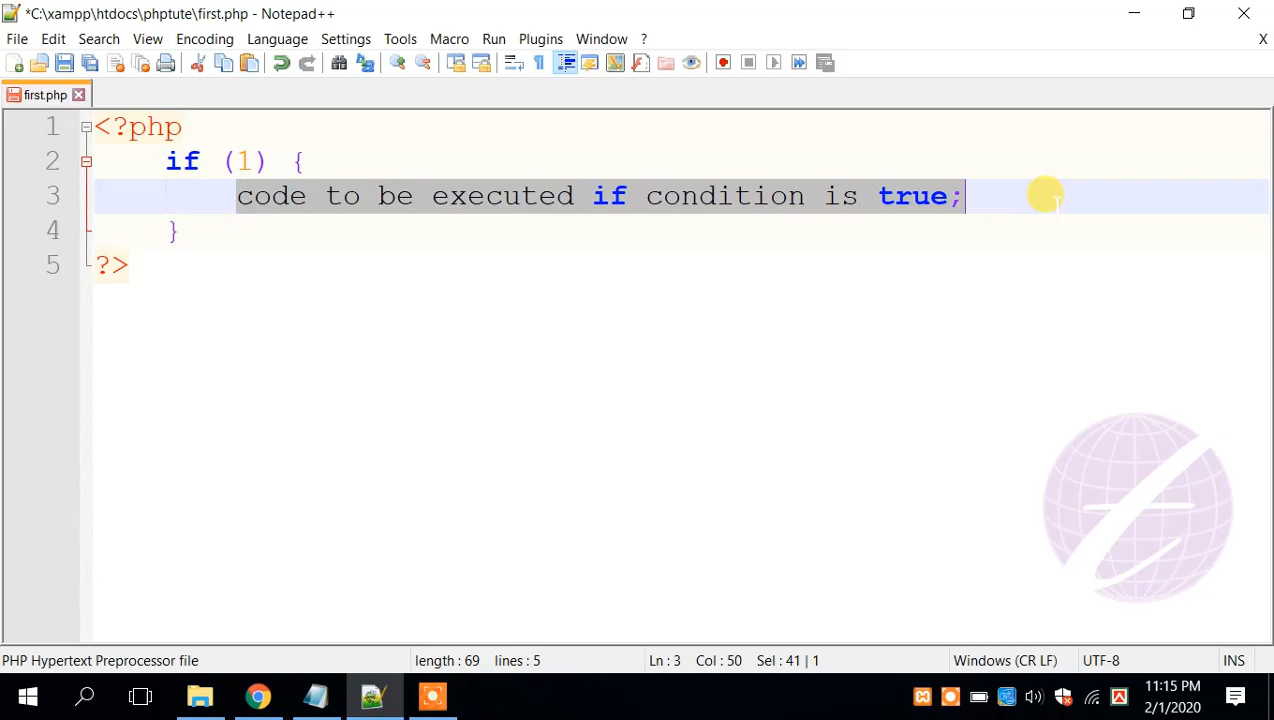 *C:\xampp\htdocs\phptute\first.php - Notepad++
File Edit Search View Encoding Language Settings Tools Macro Run Plugins Window ? X
first.php
1 <?php
2 if (1) {
3 code to be executed if condition is true;
4 }
5 ?>
PHP Hypertext Preprocessor file length : 69 lines : 5 Ln : 3 Col : 50 Sel : 41 | 1 Windows (CR LF) UTF-8 INS
11:15 PM
2/1/2020